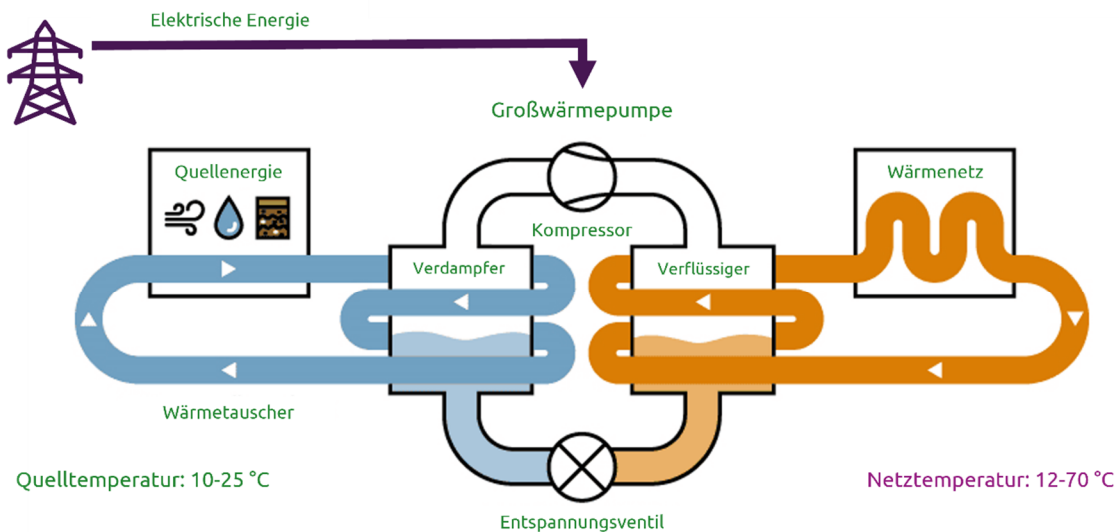 Elektrische Energie
Großwärmepumpe
Quellenergie
Wärmenetz
Kompressor
Verdampfer
Verflüssiger
Wärmetauscher
Quelltemperatur: 10-25 °C
Netztemperatur: 12-70 °C
Entspannungsventil